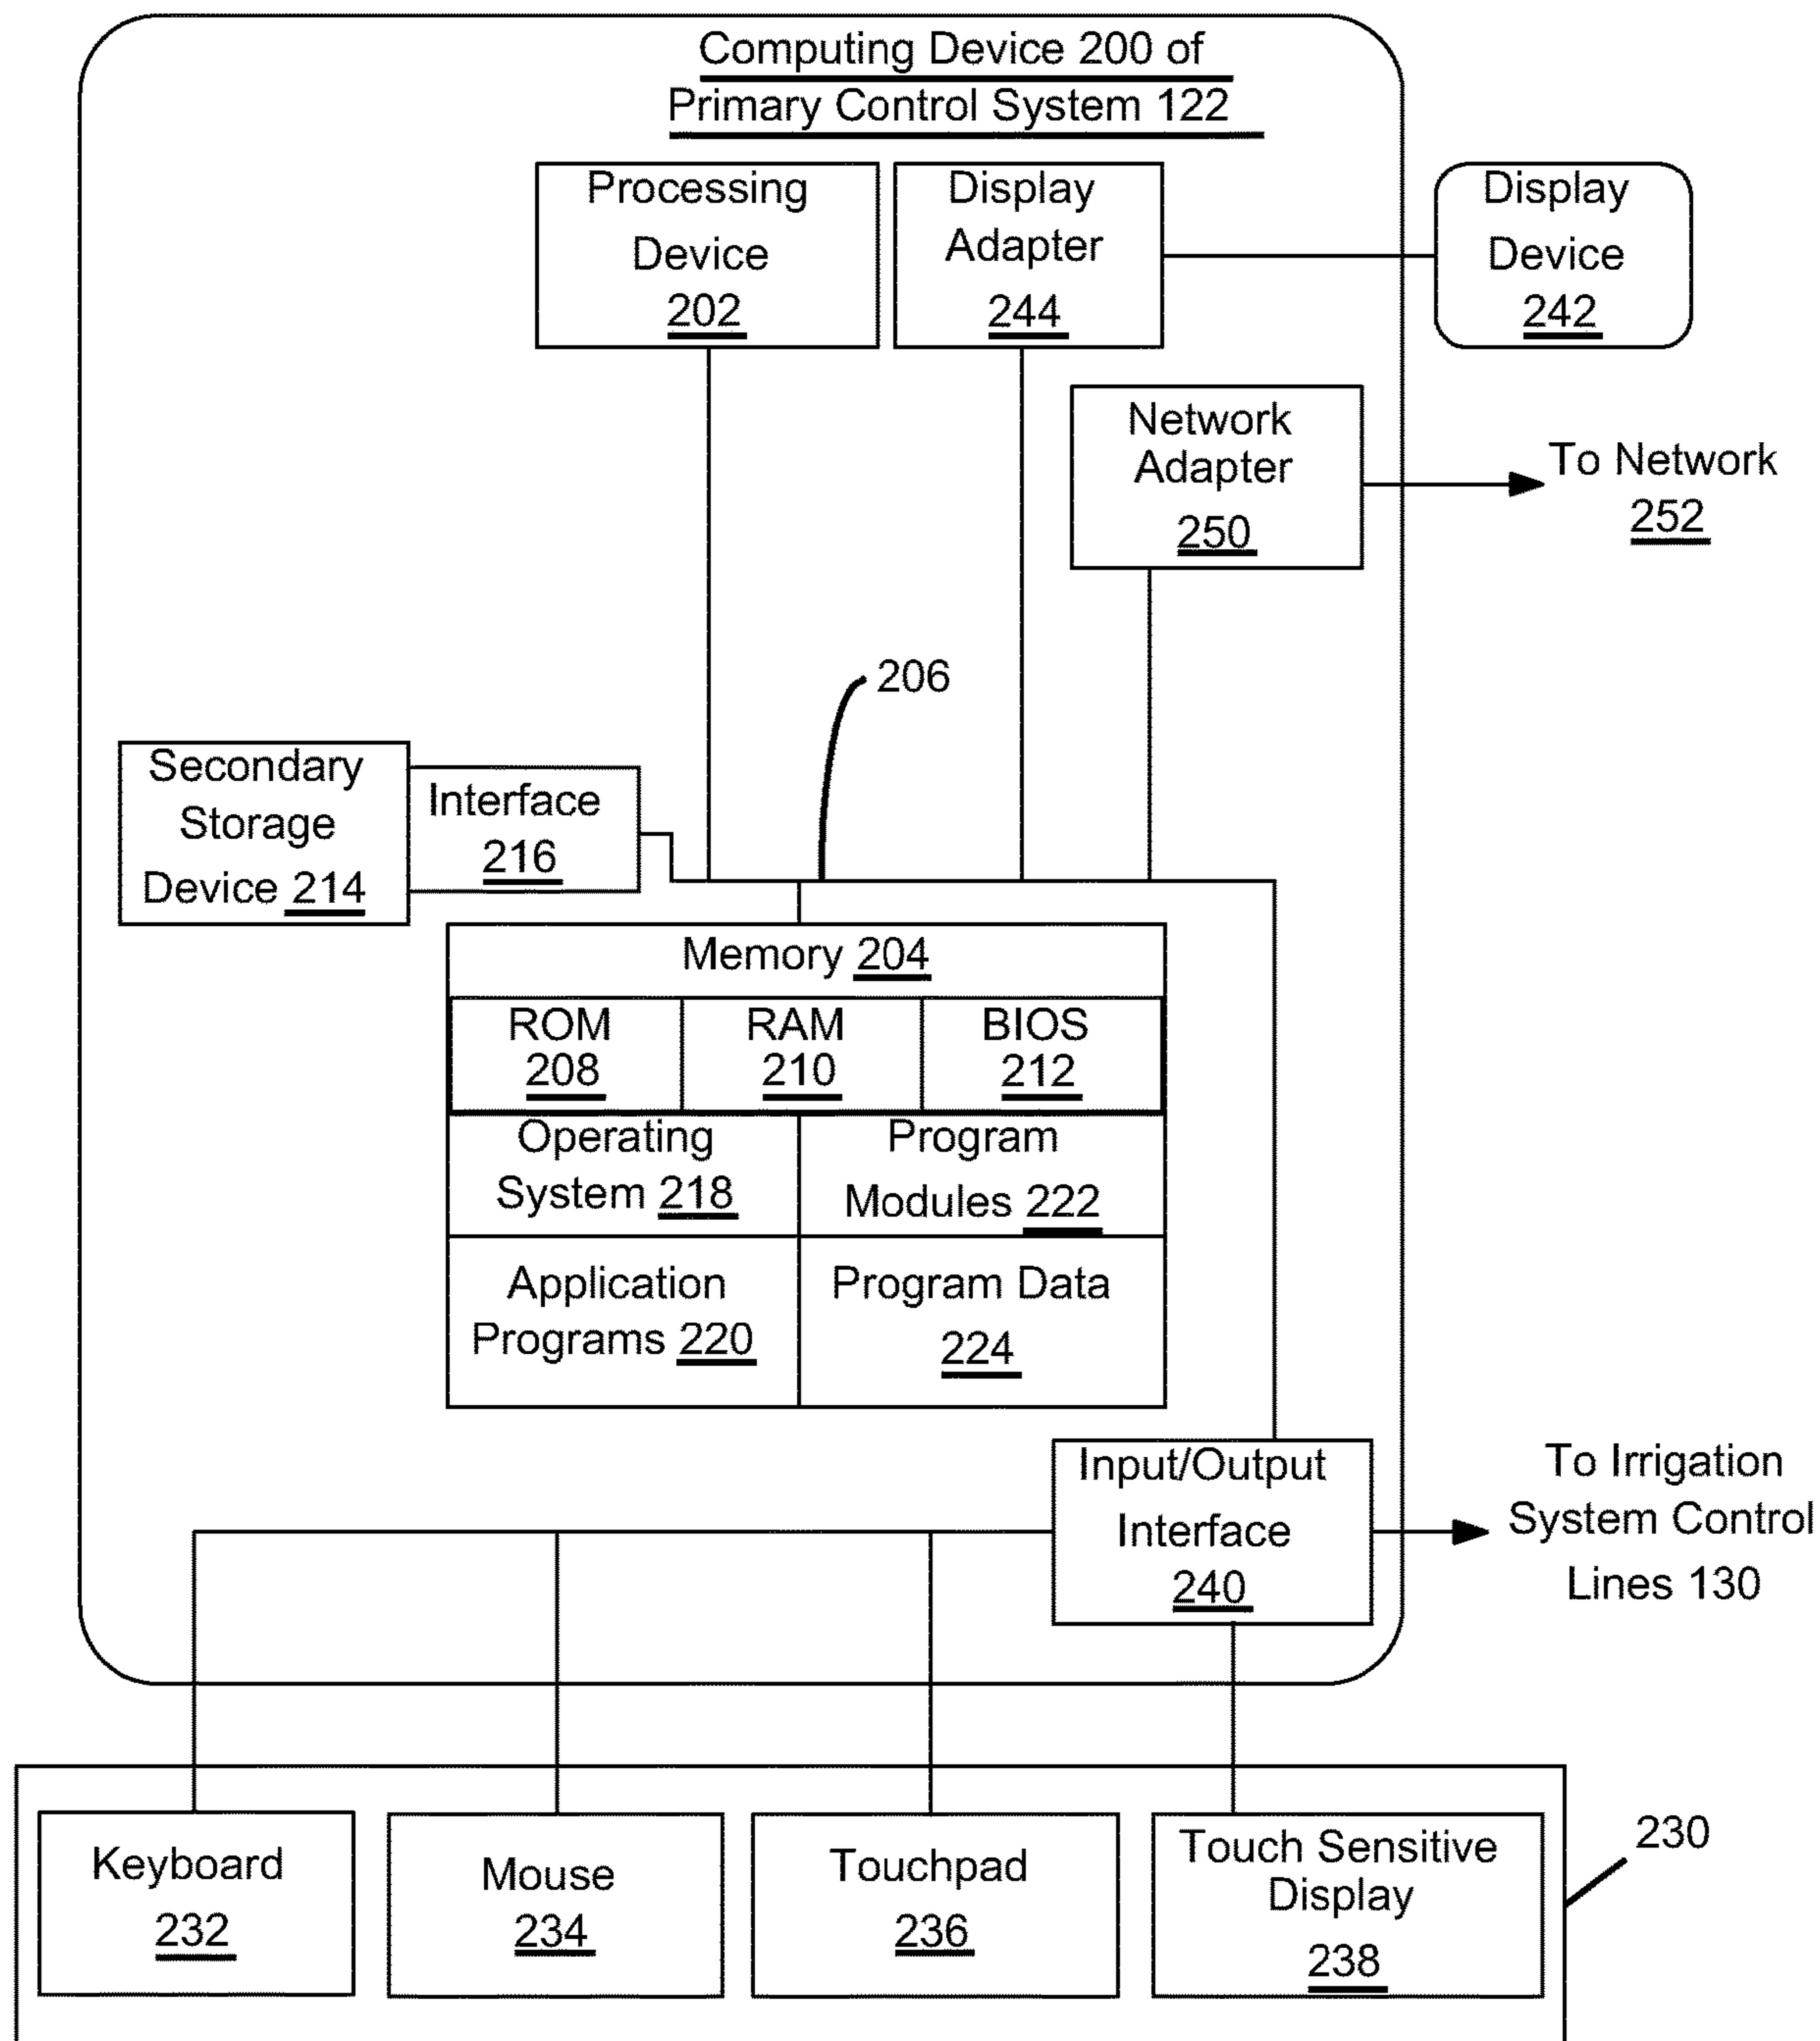 Computing Device 200 of
Primary Control System 122
Processing
Device
202
Display
Adapter
244
Display
Device
242
Network
Adapter
250
To Network
252
206
Secondary
Storage
Device 214
Interface
216
Memory 204
ROM
208
RAM
210
BIOS
212
Operating
System 218
Program
Modules 222
Application
Programs 220
Program Data
224
Input/Output
Interface
240
To Irrigation
System Control
Lines 130
Keyboard
232
Mouse
234
Touchpad
236
Touch Sensitive
Display
238
230